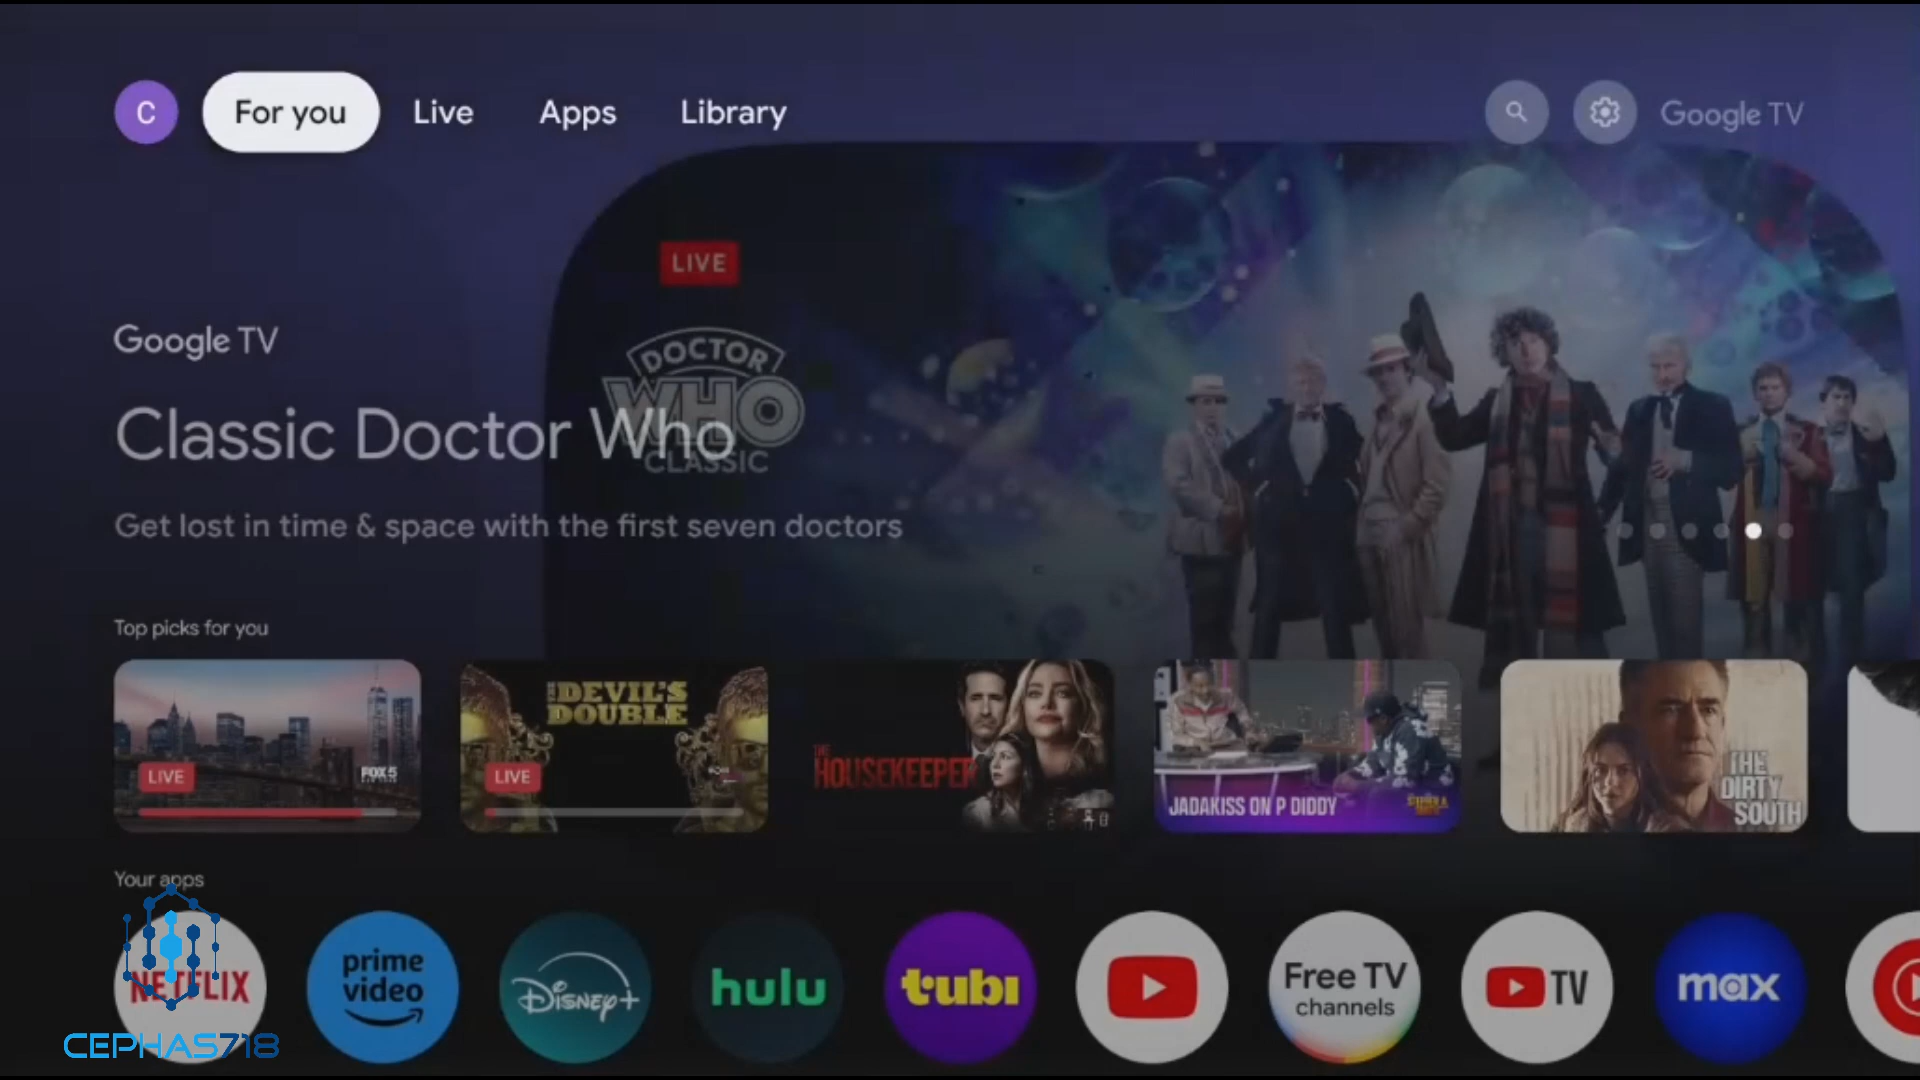 C For you Live Apps Library Google TV
LIVE
DOCTOR
WHO
CLASSIC
Google TV
Classic Doctor Who
Get lost in time & space with the first seven doctors
Top picks for you
LIVE
FOX 5
THE DEVIL'S DOUBLE
LIVE
THE HOUSEKEEPER
JADAKISS ON P DIDDY
THE DIRTY SOUTH
Your apps
NETFLIX
prime video
Disney+
hulu
tubi
Free TV channels
TV
max
CEPHAS718